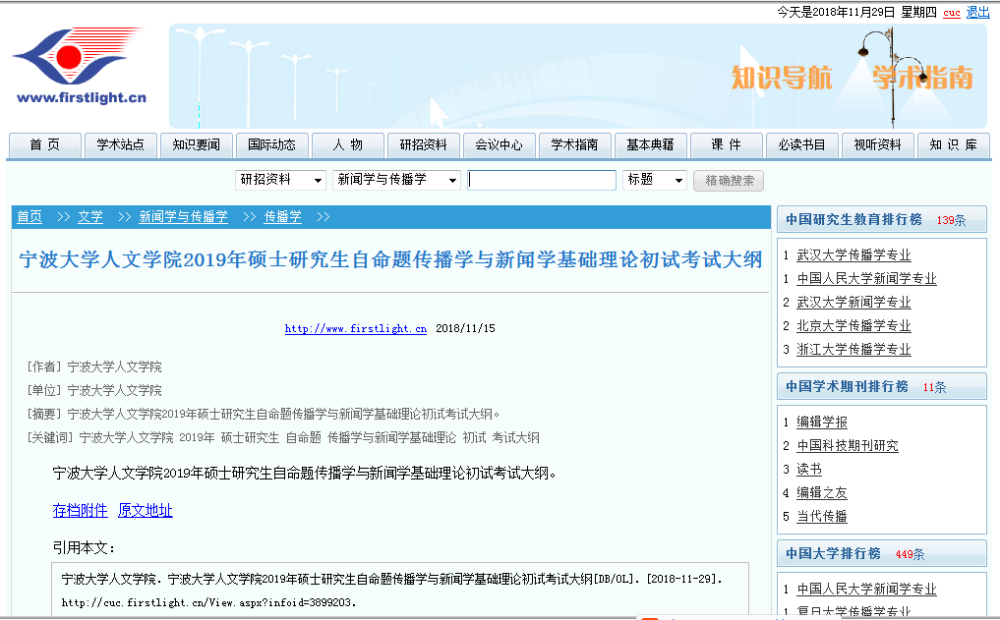 今天是2018年11月29日 星期四 cuc 退出
www.firstlight.cn
知识导航 学术指南
首 页 学术站点 知识要闻 国际动态 人 物 研招资料 会议中心 学术指南 基本典籍 课 件 必读书目 视听资料 知 识 库
研招资料 新闻学与传播学 标题 精确搜索
首页 >> 文学 >> 新闻学与传播学 >> 传播学 >>
宁波大学人文学院2019年硕士研究生自命题传播学与新闻学基础理论初试考试大纲
http://www.firstlight.cn 2018/11/15
[作者] 宁波大学人文学院
[单位] 宁波大学人文学院
[摘要] 宁波大学人文学院2019年硕士研究生自命题传播学与新闻学基础理论初试考试大纲。
[关键词] 宁波大学人文学院 2019年 硕士研究生 自命题 传播学与新闻学基础理论 初试 考试大纲
宁波大学人文学院2019年硕士研究生自命题传播学与新闻学基础理论初试考试大纲。
存档附件 原文地址
引用本文：
宁波大学人文学院. 宁波大学人文学院2019年硕士研究生自命题传播学与新闻学基础理论初试考试大纲[DB/OL]. [2018-11-29].
http://cuc.firstlight.cn/View.aspx?infoid=3899203.
中国研究生教育排行榜 139条
1 武汉大学传播学专业
1 中国人民大学新闻学专业
2 武汉大学新闻学专业
2 北京大学传播学专业
3 浙江大学传播学专业
中国学术期刊排行榜 11条
1 编辑学报
2 中国科技期刊研究
3 读书
4 编辑之友
5 当代传播
中国大学排行榜 449条
1 中国人民大学新闻学专业
1 复旦大学传播学专业